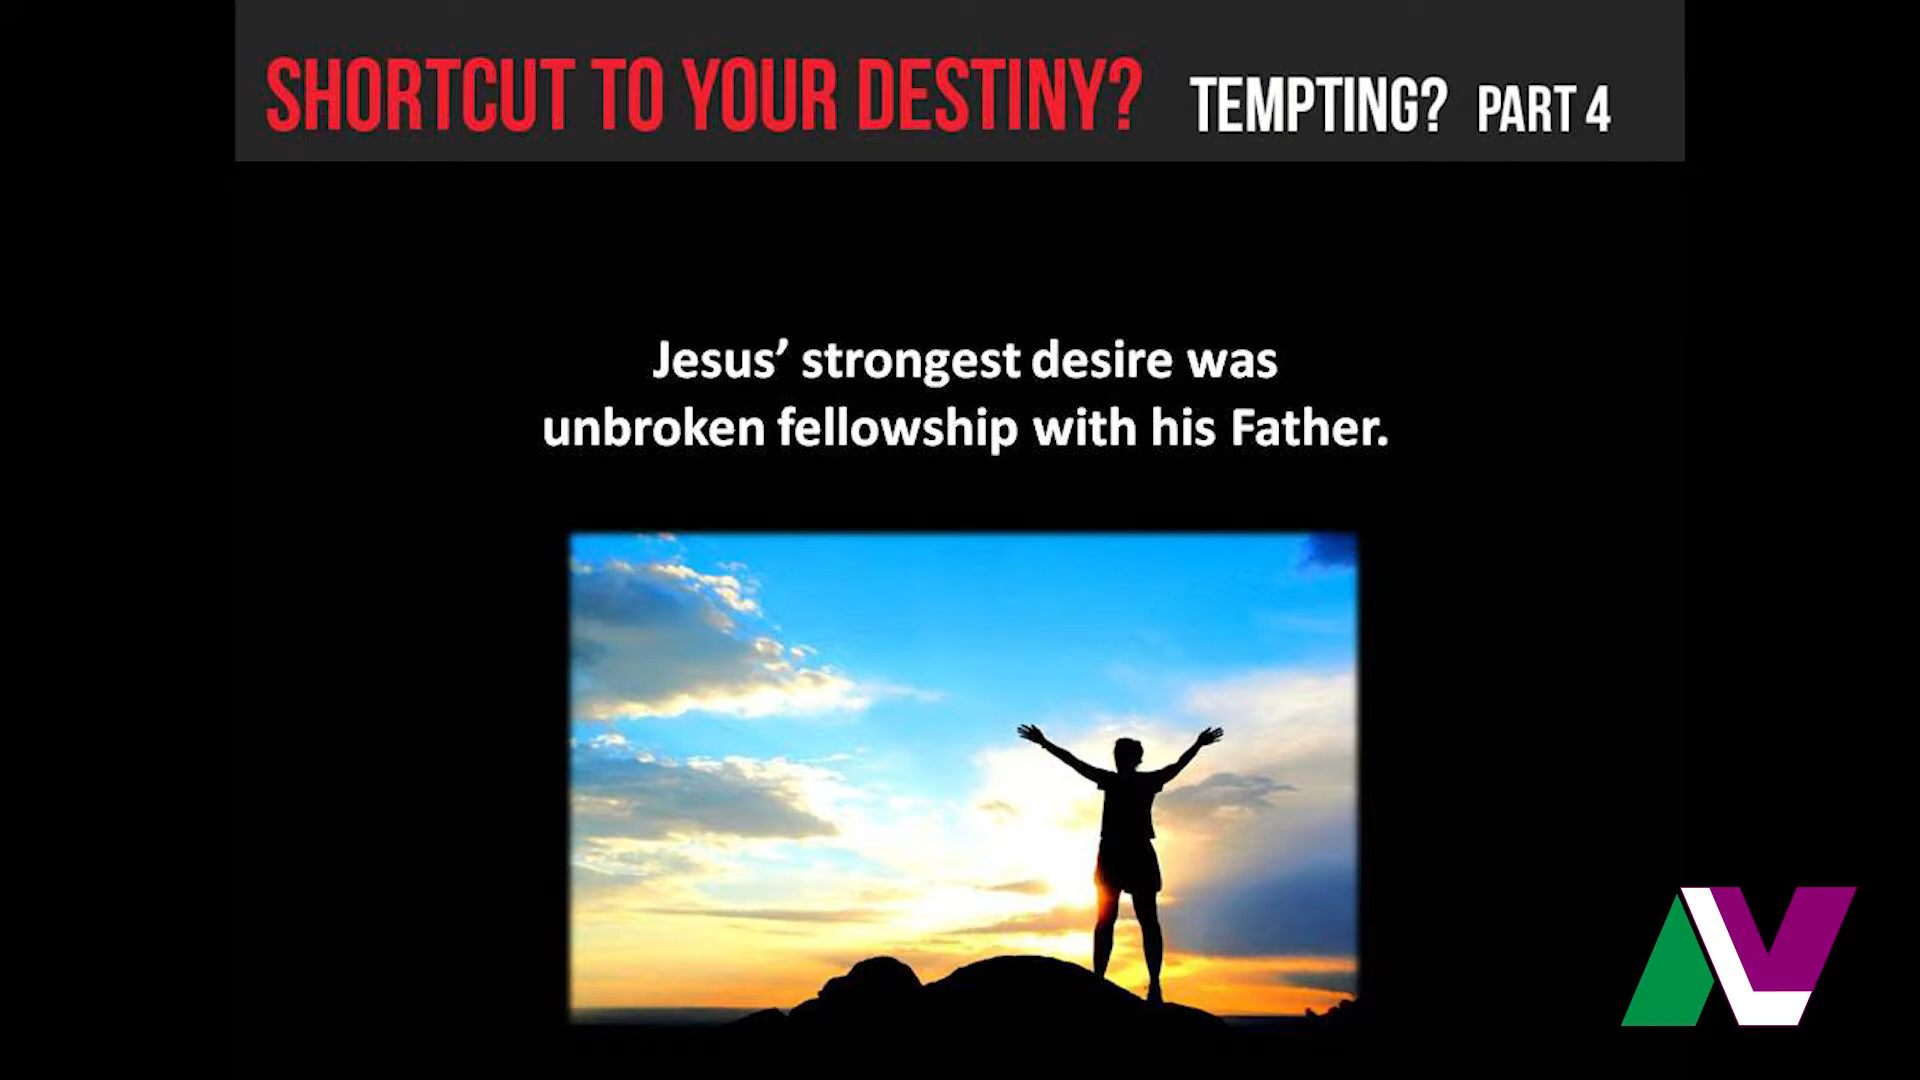 SHORTCUT TO YOUR DESTINY? TEMPTING? PART 4
Jesus’ strongest desire was
unbroken fellowship with his Father.